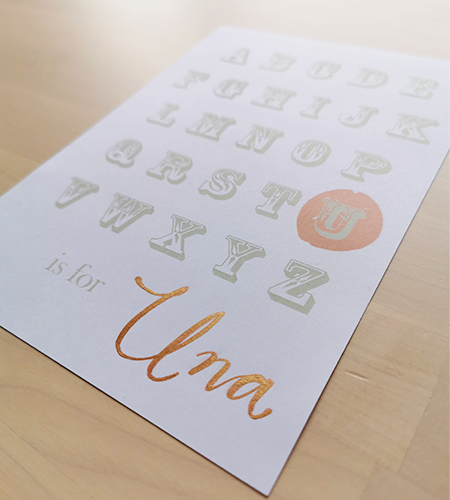 A B C D E
F G H I J K
L M N O P
Q R S T U
V W X Y Z
is for
Una